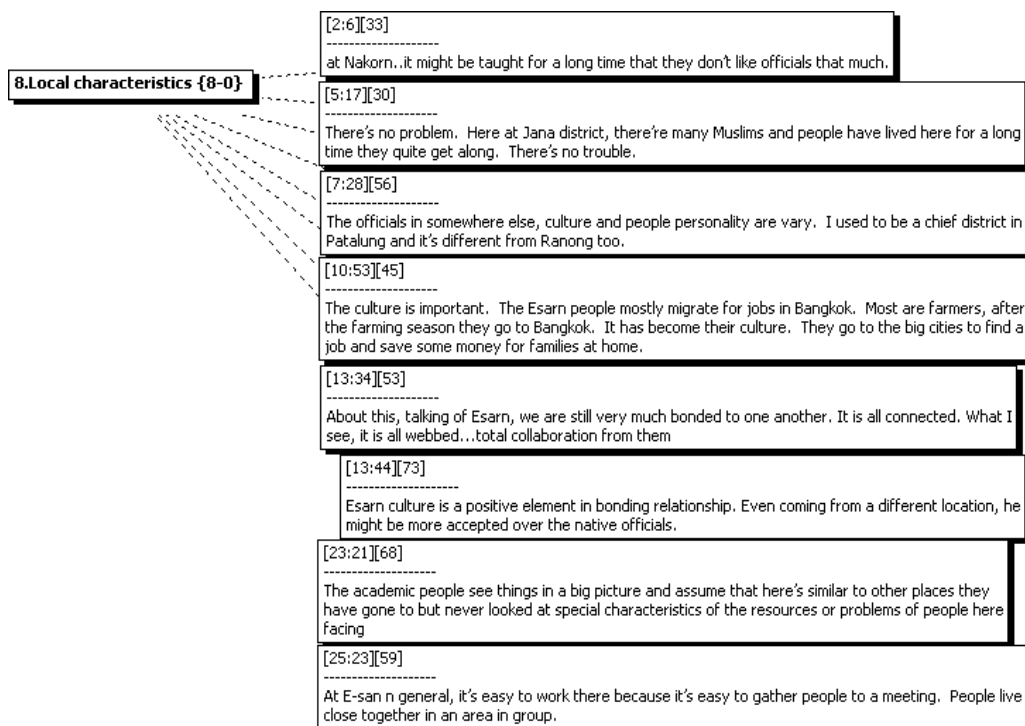 8.Local characteristics {8-0}
[2:6][33]
--------------------
at Nakorn..it might be taught for a long time that they don't like officials that much.
[5:17][30]
--------------------
There's no problem.  Here at Jana district, there're many Muslims and people have lived here for a long
time they quite get along.  There's no trouble.
[7:28][56]
--------------------
The officials in somewhere else, culture and people personality are vary.  I used to be a chief district in
Patalung and it's different from Ranong too.
[10:53][45]
--------------------
The culture is important.  The Esarn people mostly migrate for jobs in Bangkok.  Most are farmers, after
the farming season they go to Bangkok.  It has become their culture.  They go to the big cities to find a
job and save some money for families at home.
[13:34][53]
--------------------
About this, talking of Esarn, we are still very much bonded to one another. It is all connected. What I
see, it is all webbed...total collaboration from them
[13:44][73]
--------------------
Esarn culture is a positive element in bonding relationship. Even coming from a different location, he
might be more accepted over the native officials.
[23:21][68]
--------------------
The academic people see things in a big picture and assume that here's similar to other places they
have gone to but never looked at special characteristics of the resources or problems of people here
facing
[25:23][59]
--------------------
At E-san n general, it's easy to work there because it's easy to gather people to a meeting.  People live
close together in an area in group.